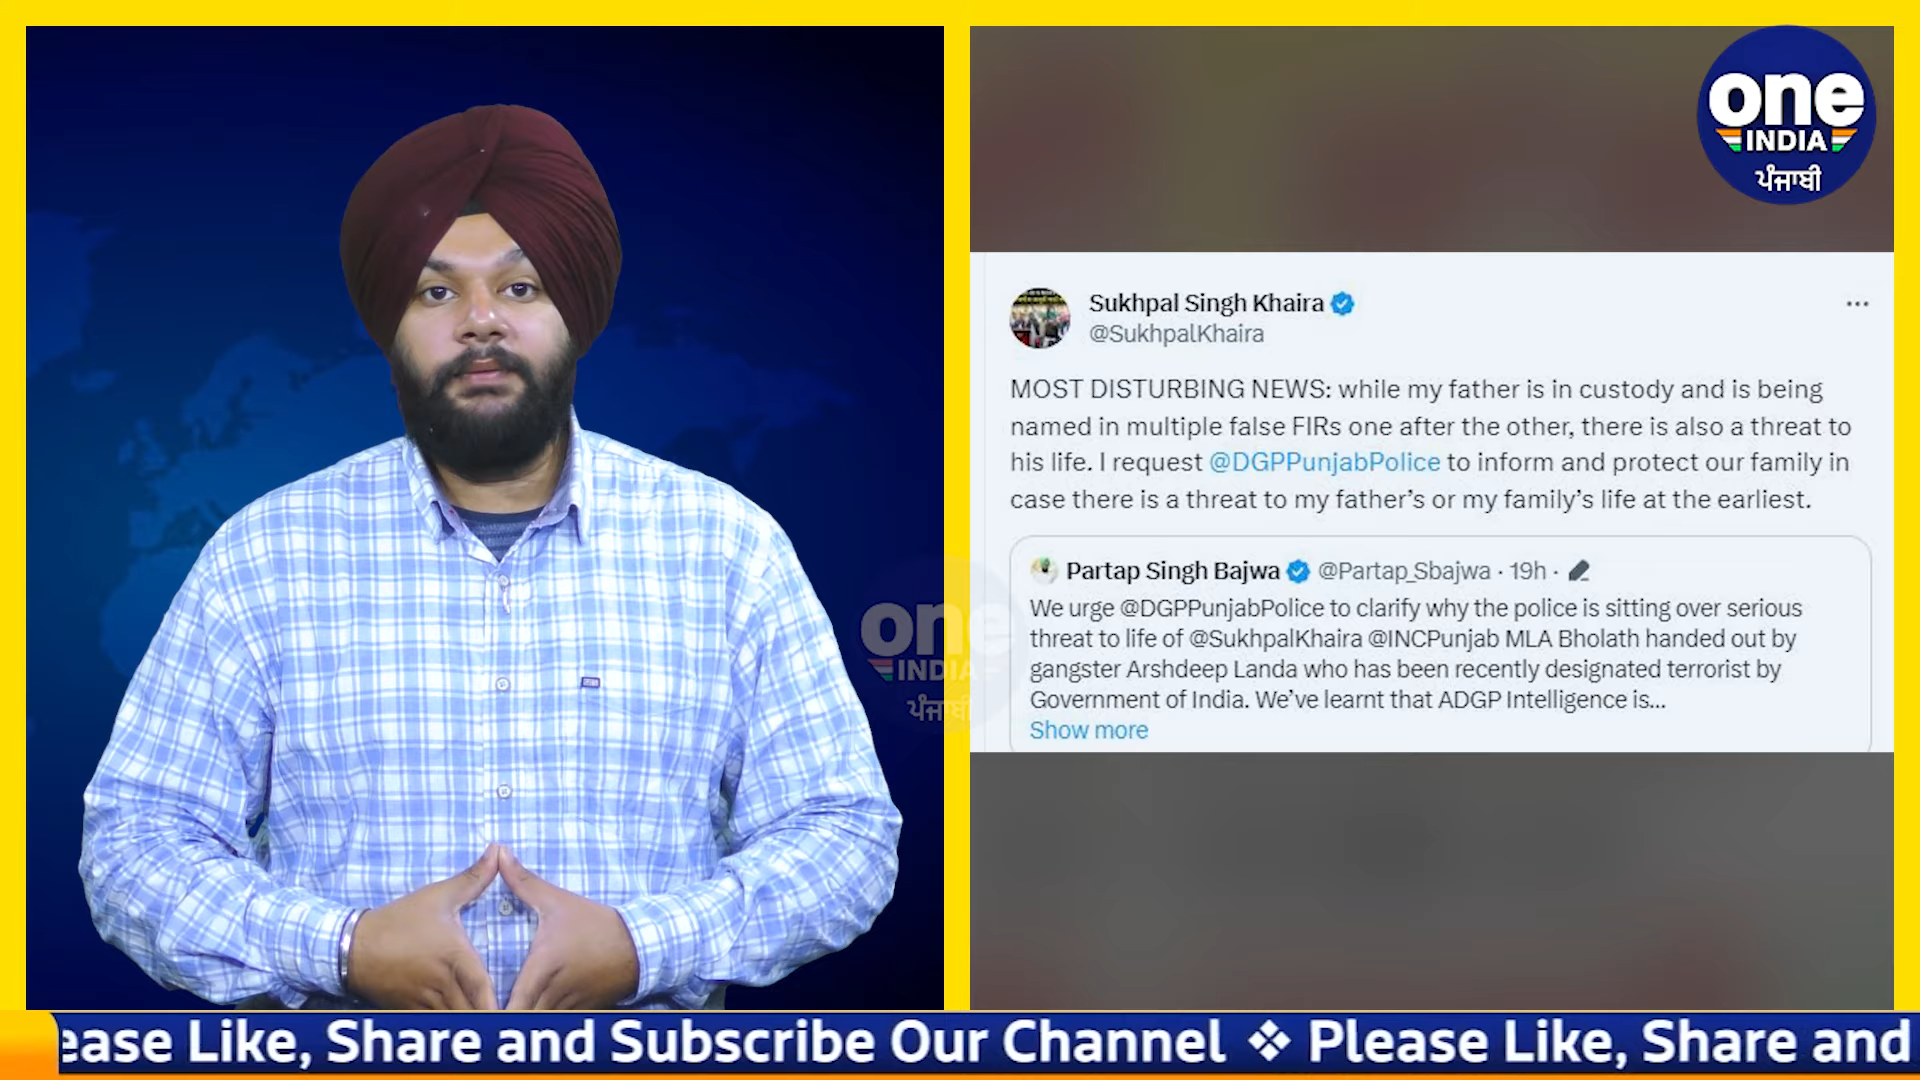 one
INDIA
ਪੰਜਾਬੀ
Sukhpal Singh Khaira
@SukhpalKhaira
MOST DISTURBING NEWS: while my father is in custody and is being
named in multiple false FIRs one after the other, there is also a threat to
his life. I request @DGPPunjabPolice to inform and protect our family in
case there is a threat to my father’s or my family’s life at the earliest.
Partap Singh Bajwa @Partap_Sbajwa · 19h ·
We urge @DGPPunjabPolice to clarify why the police is sitting over serious
threat to life of @SukhpalKhaira @INCPunjab MLA Bholath handed out by
gangster Arshdeep Landa who has been recently designated terrorist by
Government of India. We’ve learnt that ADGP Intelligence is...
Show more
one
INDIA
ਪੰਜਾਬੀ
ease Like, Share and Subscribe Our Channel ❖ Please Like, Share and